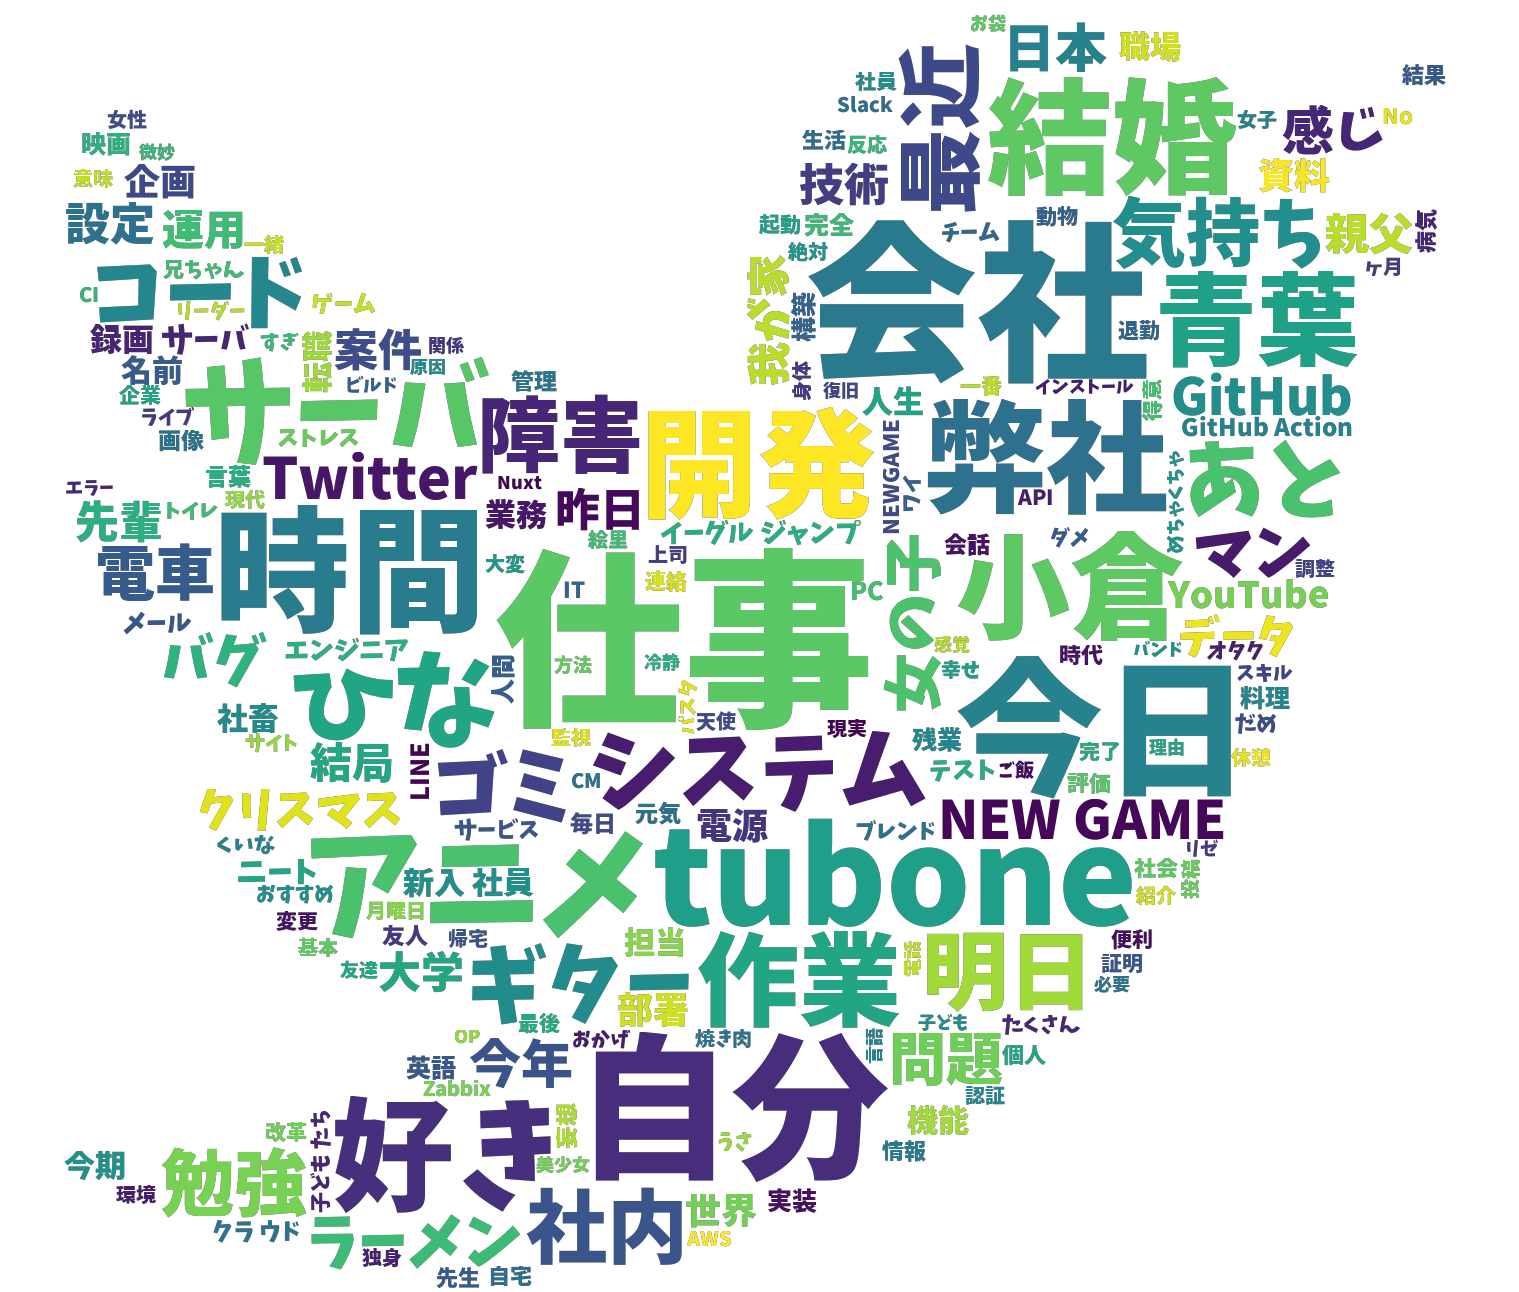 お袋
日本
職場
結果
最近
社員
Slack
結婚
女子
感じ
No
女性
映画
微妙
生活
反応
意味
企画
技術
資料
設定
運用
一緒
起動
完全
動物
チーム
気持ち
親父
病気
絶対
会社
ヶ月
兄ちゃん
コード
CI
リーダー
ゲーム
我が家
構築
青葉
退勤
録画
サーバ
すぎ
転職
案件
関係
名前
原因
企業
サーバ
ビルド
管理
身体
復旧
人生
一番
インストール
得意
GitHub
ライブ
画像
ストレス
障害
開発
弊社
GitHub Action
言葉
Twitter
Nuxt
NEWGAME
ワイ
API
あと
めちゃくちゃ
エラー
現代
先輩
トイレ
業務
昨日
イーグル ジャンプ
電車
時間
絵里
上司
女の子
会話
ダメ
小倉
マン
調整
大変
IT
連絡
仕事
PC
YouTube
メール
バグ
エンジニア
人間
方法
冷静
感覚
幸せ
時代
バンド
データ
オタク
ひな
パスタ
今日
スキル
料理
だめ
社畜
サイト
監視
天使
現実
残業
完了
理由
休憩
結局
LINE
ゴミ
CM
システム
テスト
ご飯
評価
クリスマス
サービス
毎日
元気
電源
ブレンド
NEW GAME
くいな
アニメ
tubone
リゼ
ニート
新入 社員
社会
技術
おすすめ
紹介
月曜日
変更
友人
帰宅
基本
担当
便利
友達
大学
ギター
作業
明日
証明
必要
部署
最後
OP
おかげ
焼き肉
言語
子ども
たくさん
英語
今年
自分
問題
個人
Zabbix
認証
好き
妄想
機能
改革
子どもたち
うさ
情報
今期
勉強
美少女
環境
社内
世界
実装
クラウド
ラーメン
AWS
独身
先生
自宅